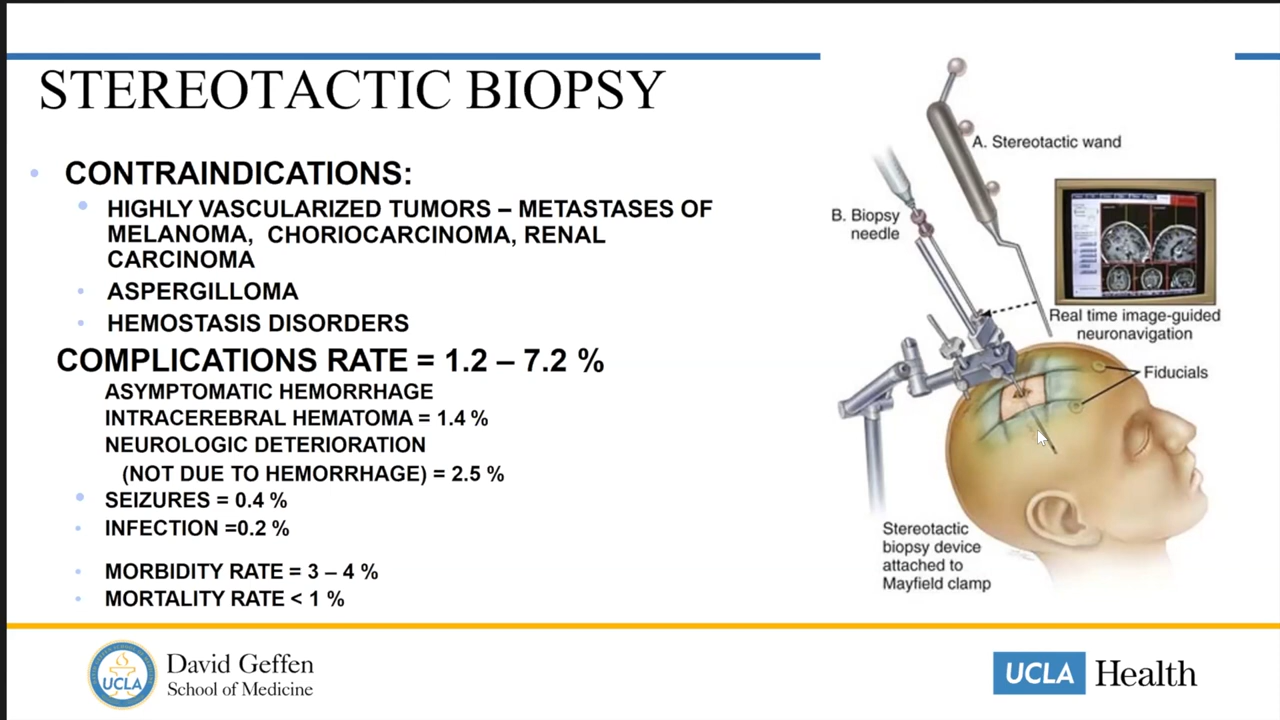 STEREOTACTIC BIOPSY
CONTRAINDICATIONS:
HIGHLY VASCULARIZED TUMORS – METASTASES OF
MELANOMA, CHORIOCARCINOMA, RENAL
CARCINOMA
ASPERGILLOMA
HEMOSTASIS DISORDERS
COMPLICATIONS RATE = 1.2 – 7.2 %
ASYMPTOMATIC HEMORRHAGE
INTRACEREBRAL HEMATOMA = 1.4 %
NEUROLOGIC DETERIORATION
(NOT DUE TO HEMORRHAGE) = 2.5 %
SEIZURES = 0.4 %
INFECTION =0.2 %
MORBIDITY RATE = 3 – 4 %
MORTALITY RATE < 1 %
A. Stereotactic wand
B. Biopsy
needle
Real time image-guided
neuronavigation
Fiducials
Stereotactic
biopsy device
attached to
Mayfield clamp
UCLA
David Geffen
School of Medicine
UCLA Health